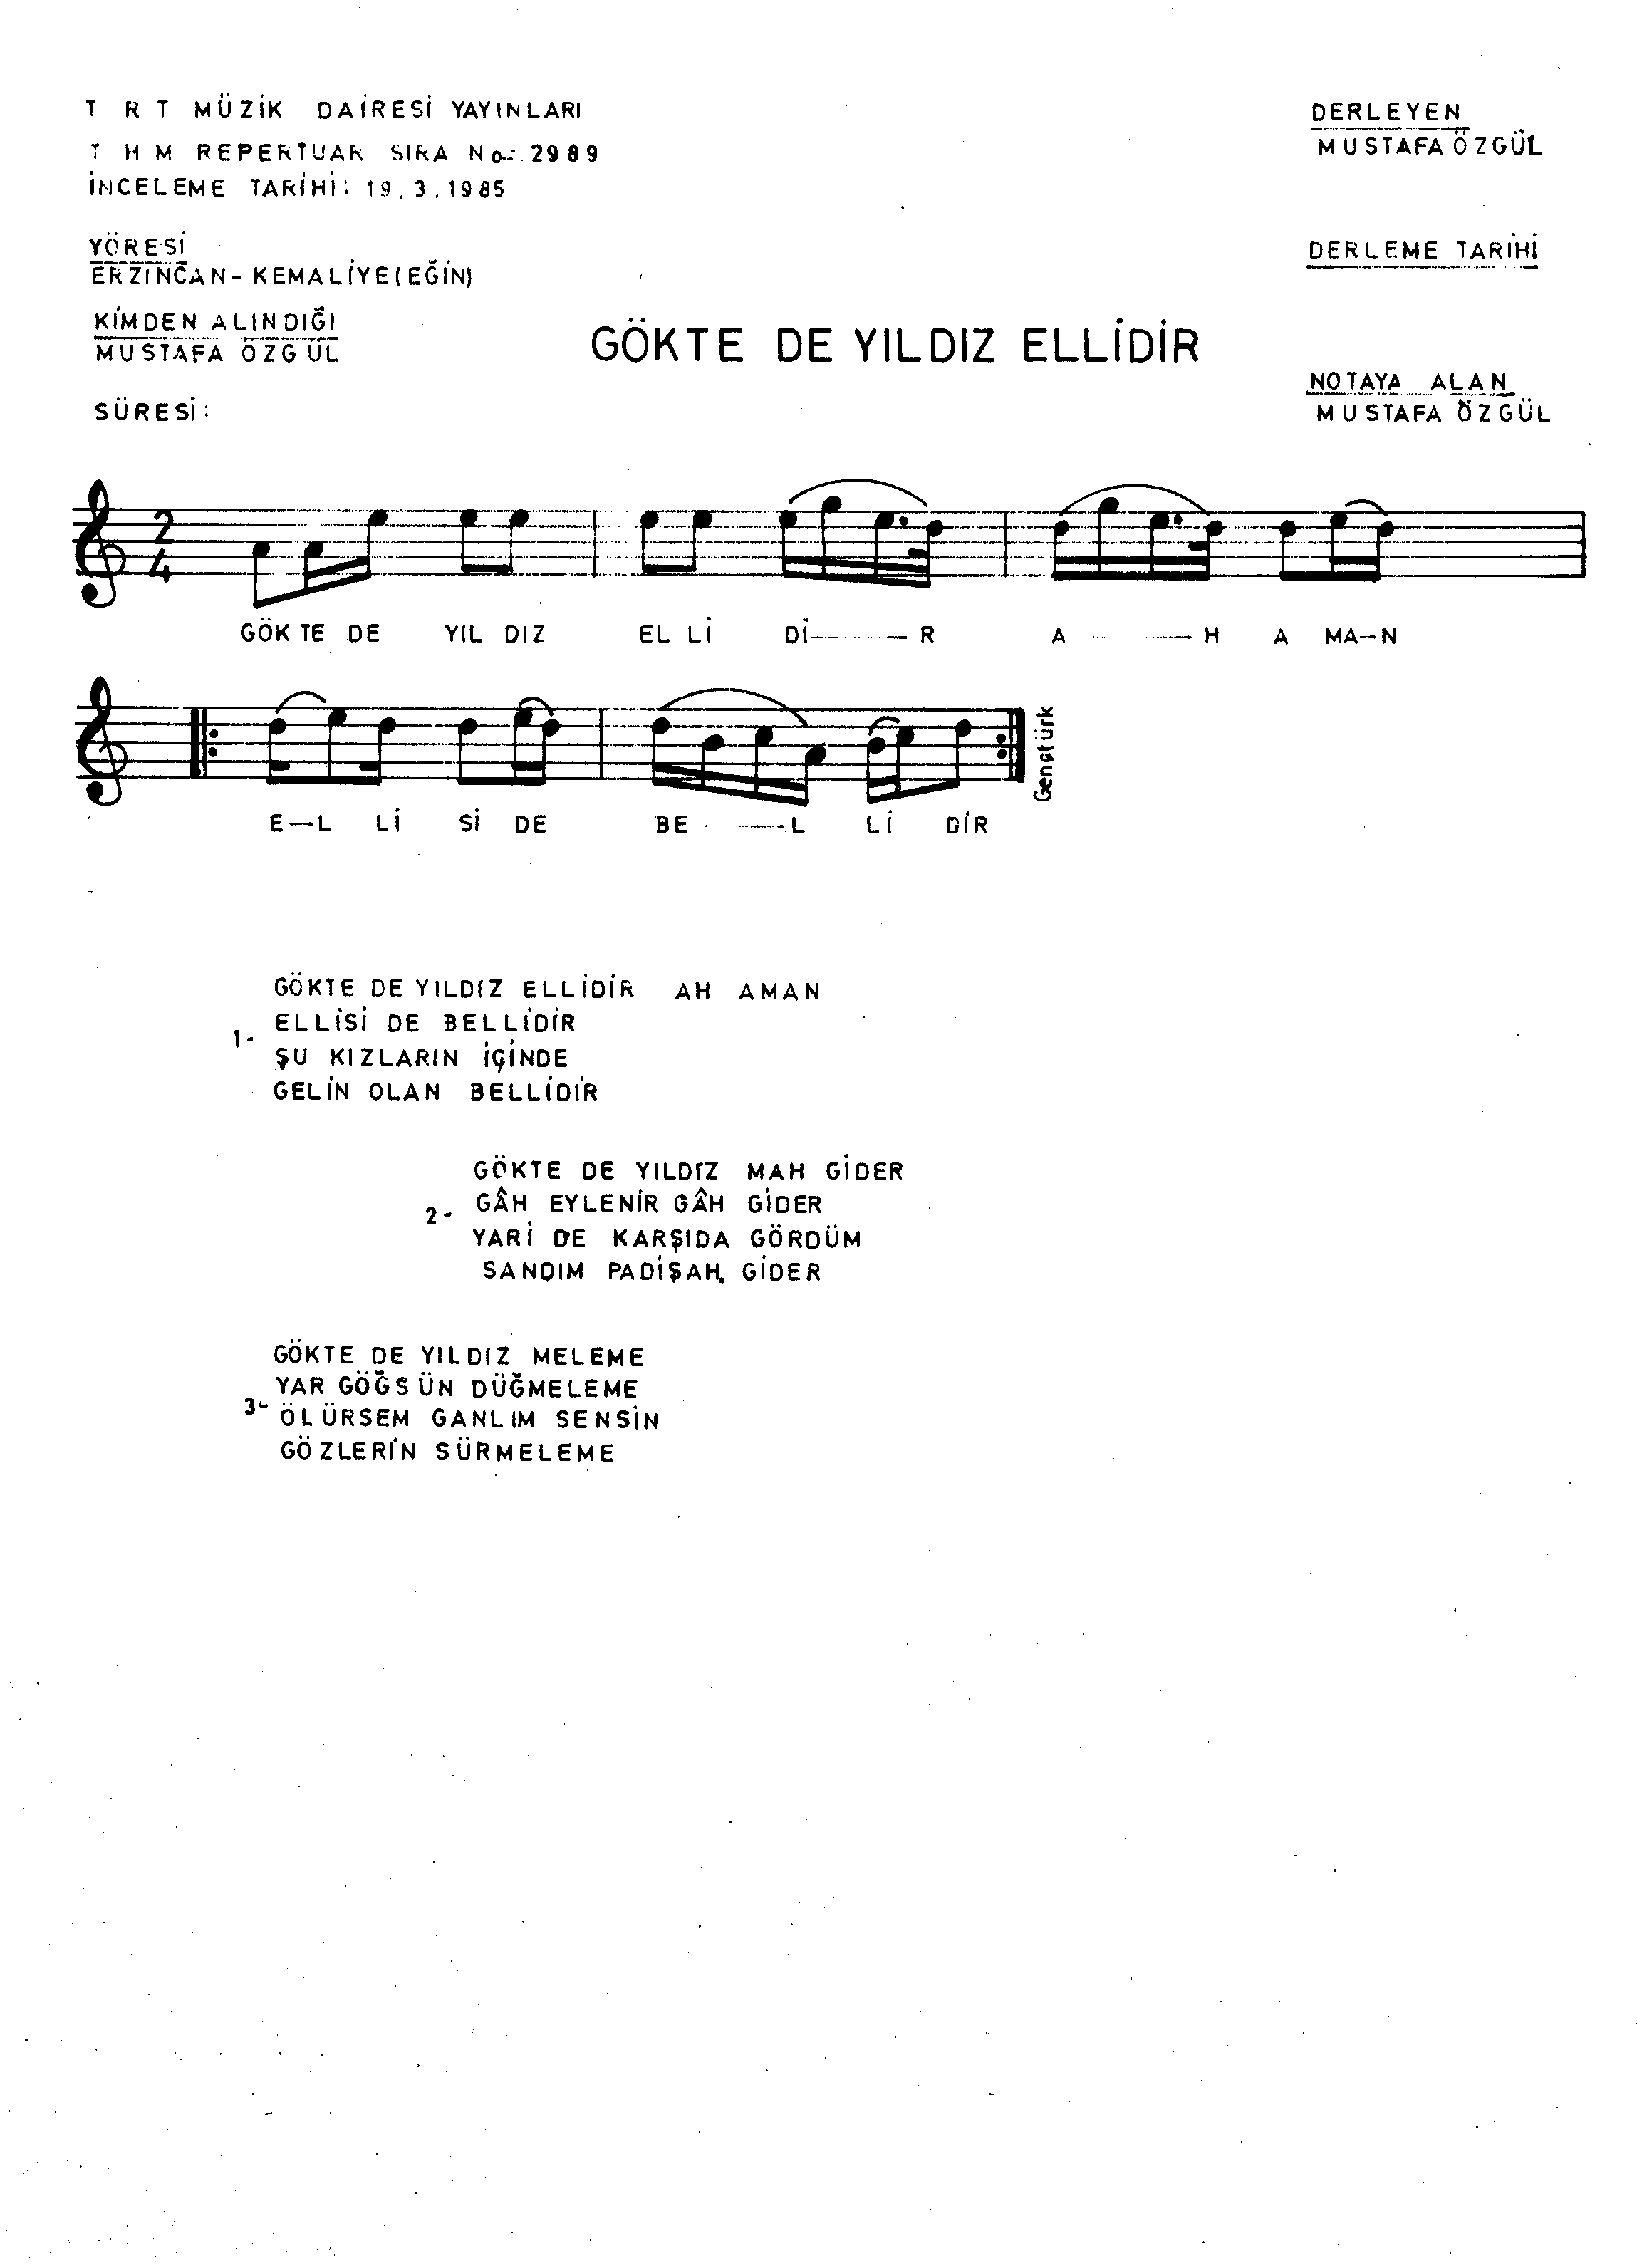 T R T MÜZİK DAİRESİ YAYINLARI
T H M REPERTUAR SIRA No: 2989
İNCELEME TARİHİ: 19.3.1985
DERLEYEN
MUSTAFA ÖZGÜL
YÖRESİ
ERZİNCAN-KEMALİYE(EĞİN)
DERLEME TARİHİ
KİMDEN ALINDIĞI
MUSTAFA ÖZGÜL
GÖKTE DE YILDIZ ELLİDİR
NOTAYA ALAN
MUSTAFA ÖZGÜL
SÜRESİ:
2
4
GÖK TE DE YIL DIZ EL Lİ Dİ——R A——H A MA—N
E—L Lİ Sİ DE BE——L Lİ DİR
Gençtürk
GÖKTE DE YILDIZ ELLİDİR AH AMAN
1- ELLİSİ DE BELLİDİR
ŞU KIZLARIN İÇİNDE
GELİN OLAN BELLİDİR
GÖKTE DE YILDIZ MAH GİDER
2- GÂH EYLENİR GÂH GİDER
YARİ DE KARŞIDA GÖRDÜM
SANDIM PADİŞAH GİDER
GÖKTE DE YILDIZ MELEME
YAR GÖĞSÜN DÜĞMELEME
3- ÖLÜRSEM GANLIM SENSİN
GÖZLERİN SÜRMELEME